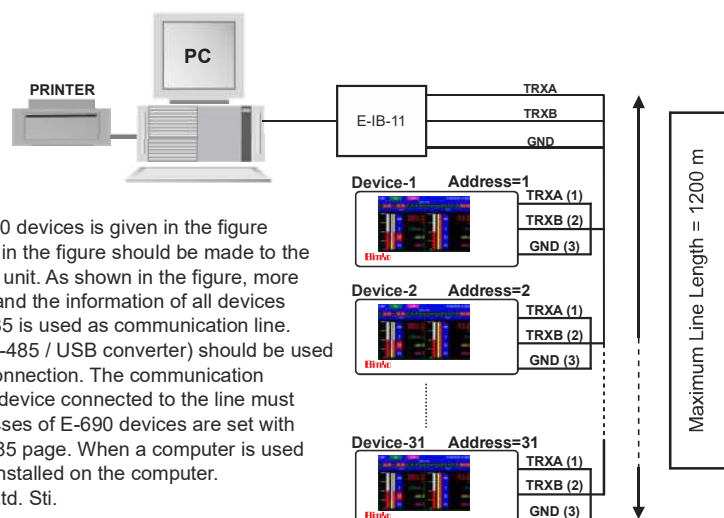 PC
PRINTER
E-IB-11
TRXA
TRXB
GND
Device-1 Address=1
TRXA (1)
TRXB (2)
GND (3)
Elimko
Device-2 Address=2
TRXA (1)
TRXB (2)
GND (3)
Elimko
Device-31 Address=31
TRXA (1)
TRXB (2)
GND (3)
Elimko
Maximum Line Length = 1200 m
0 devices is given in the figure
in the figure should be made to the
unit. As shown in the figure, more
and the information of all devices
35 is used as communication line.
-485 / USB converter) should be used
onnection. The communication
device connected to the line must
sses of E-690 devices are set with
35 page. When a computer is used
nstalled on the computer.
td. Sti.